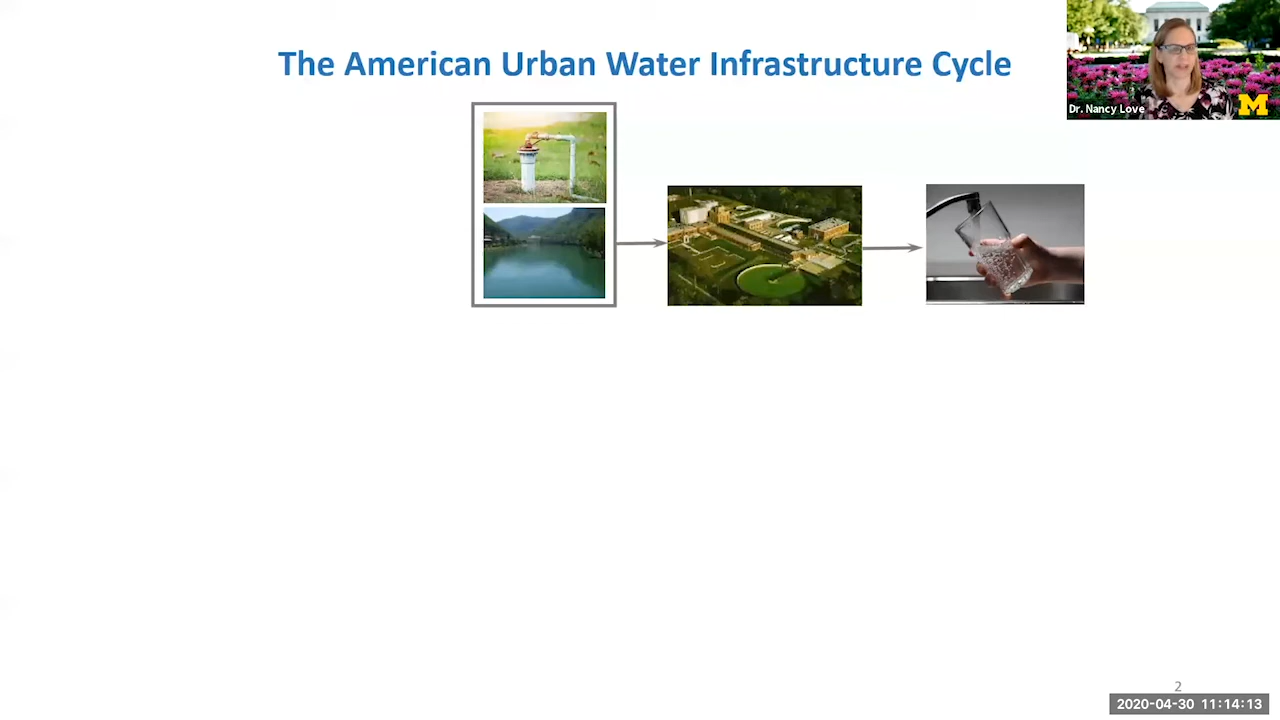 The American Urban Water Infrastructure Cycle
Dr. Nancy Love
M
2
2020-04-30 11:14:13